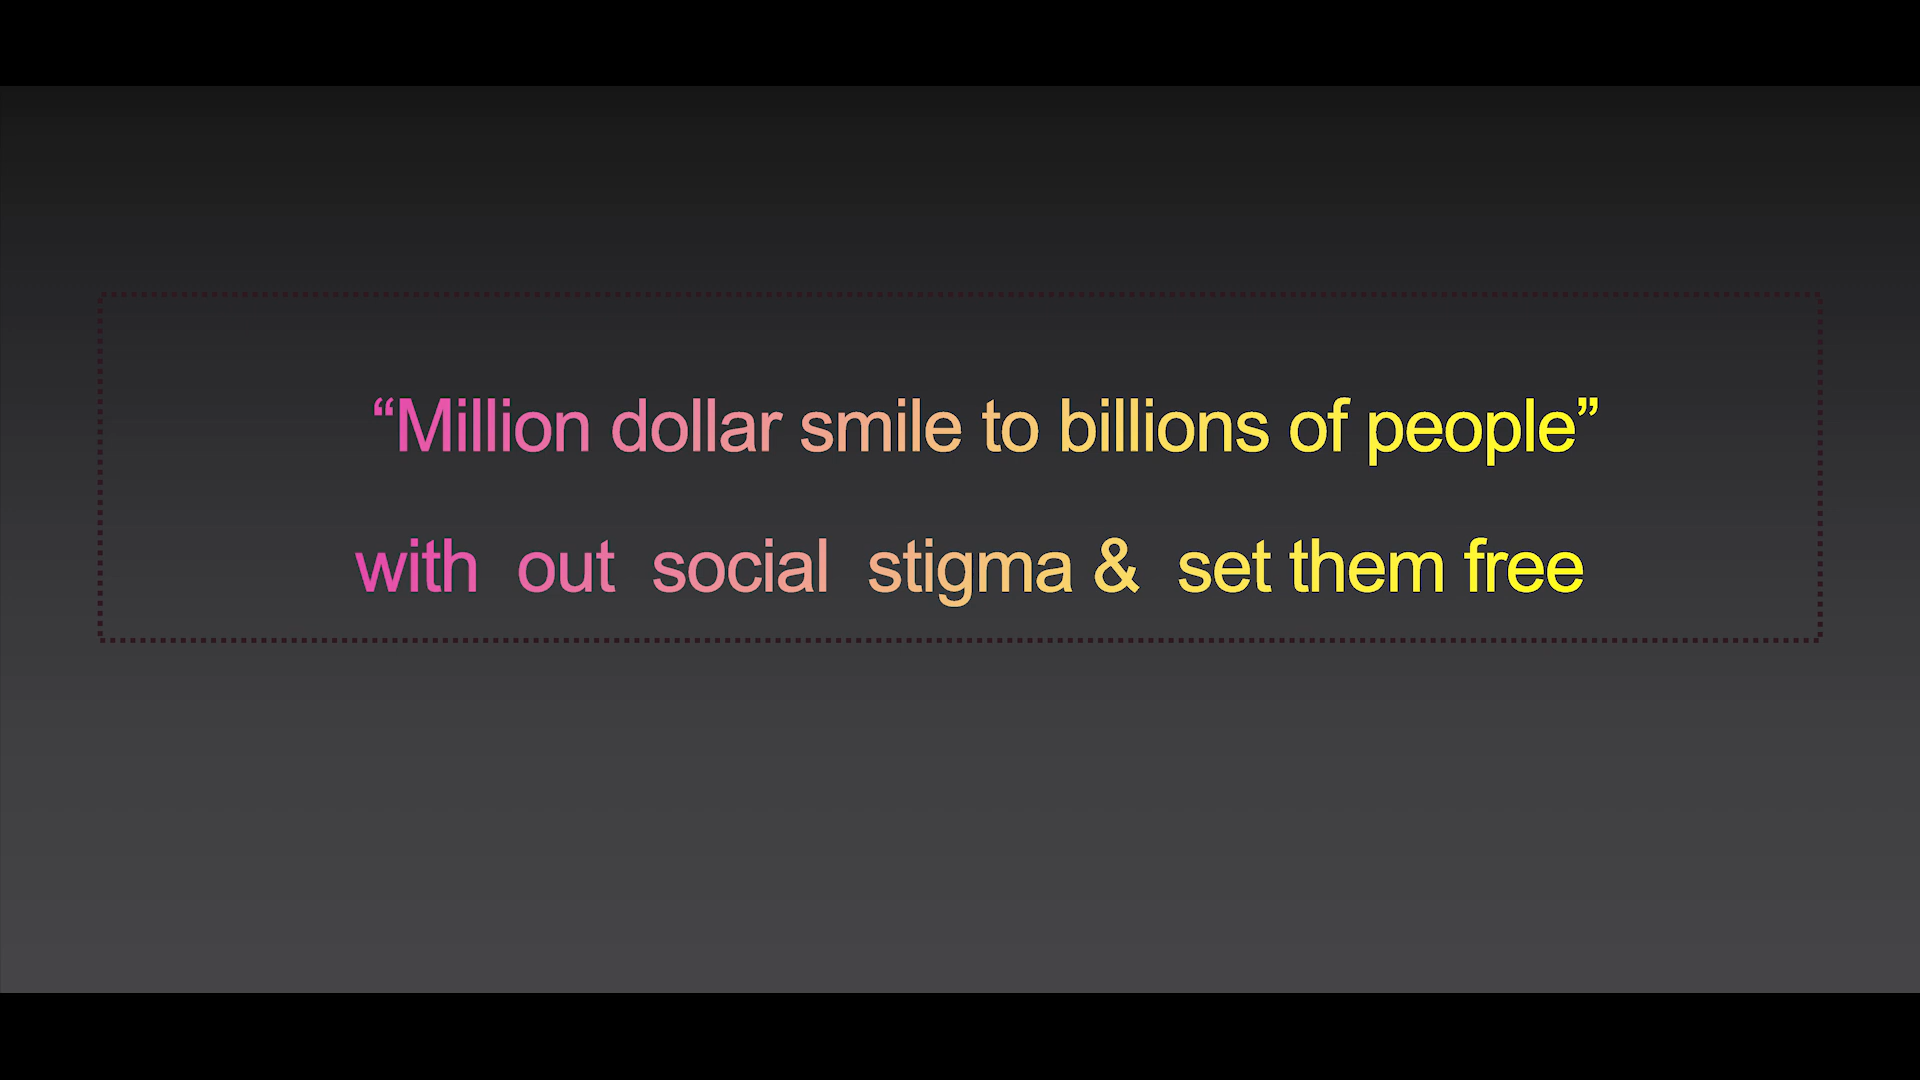 “Million dollar smile to billions of people”
with out social stigma & set them free